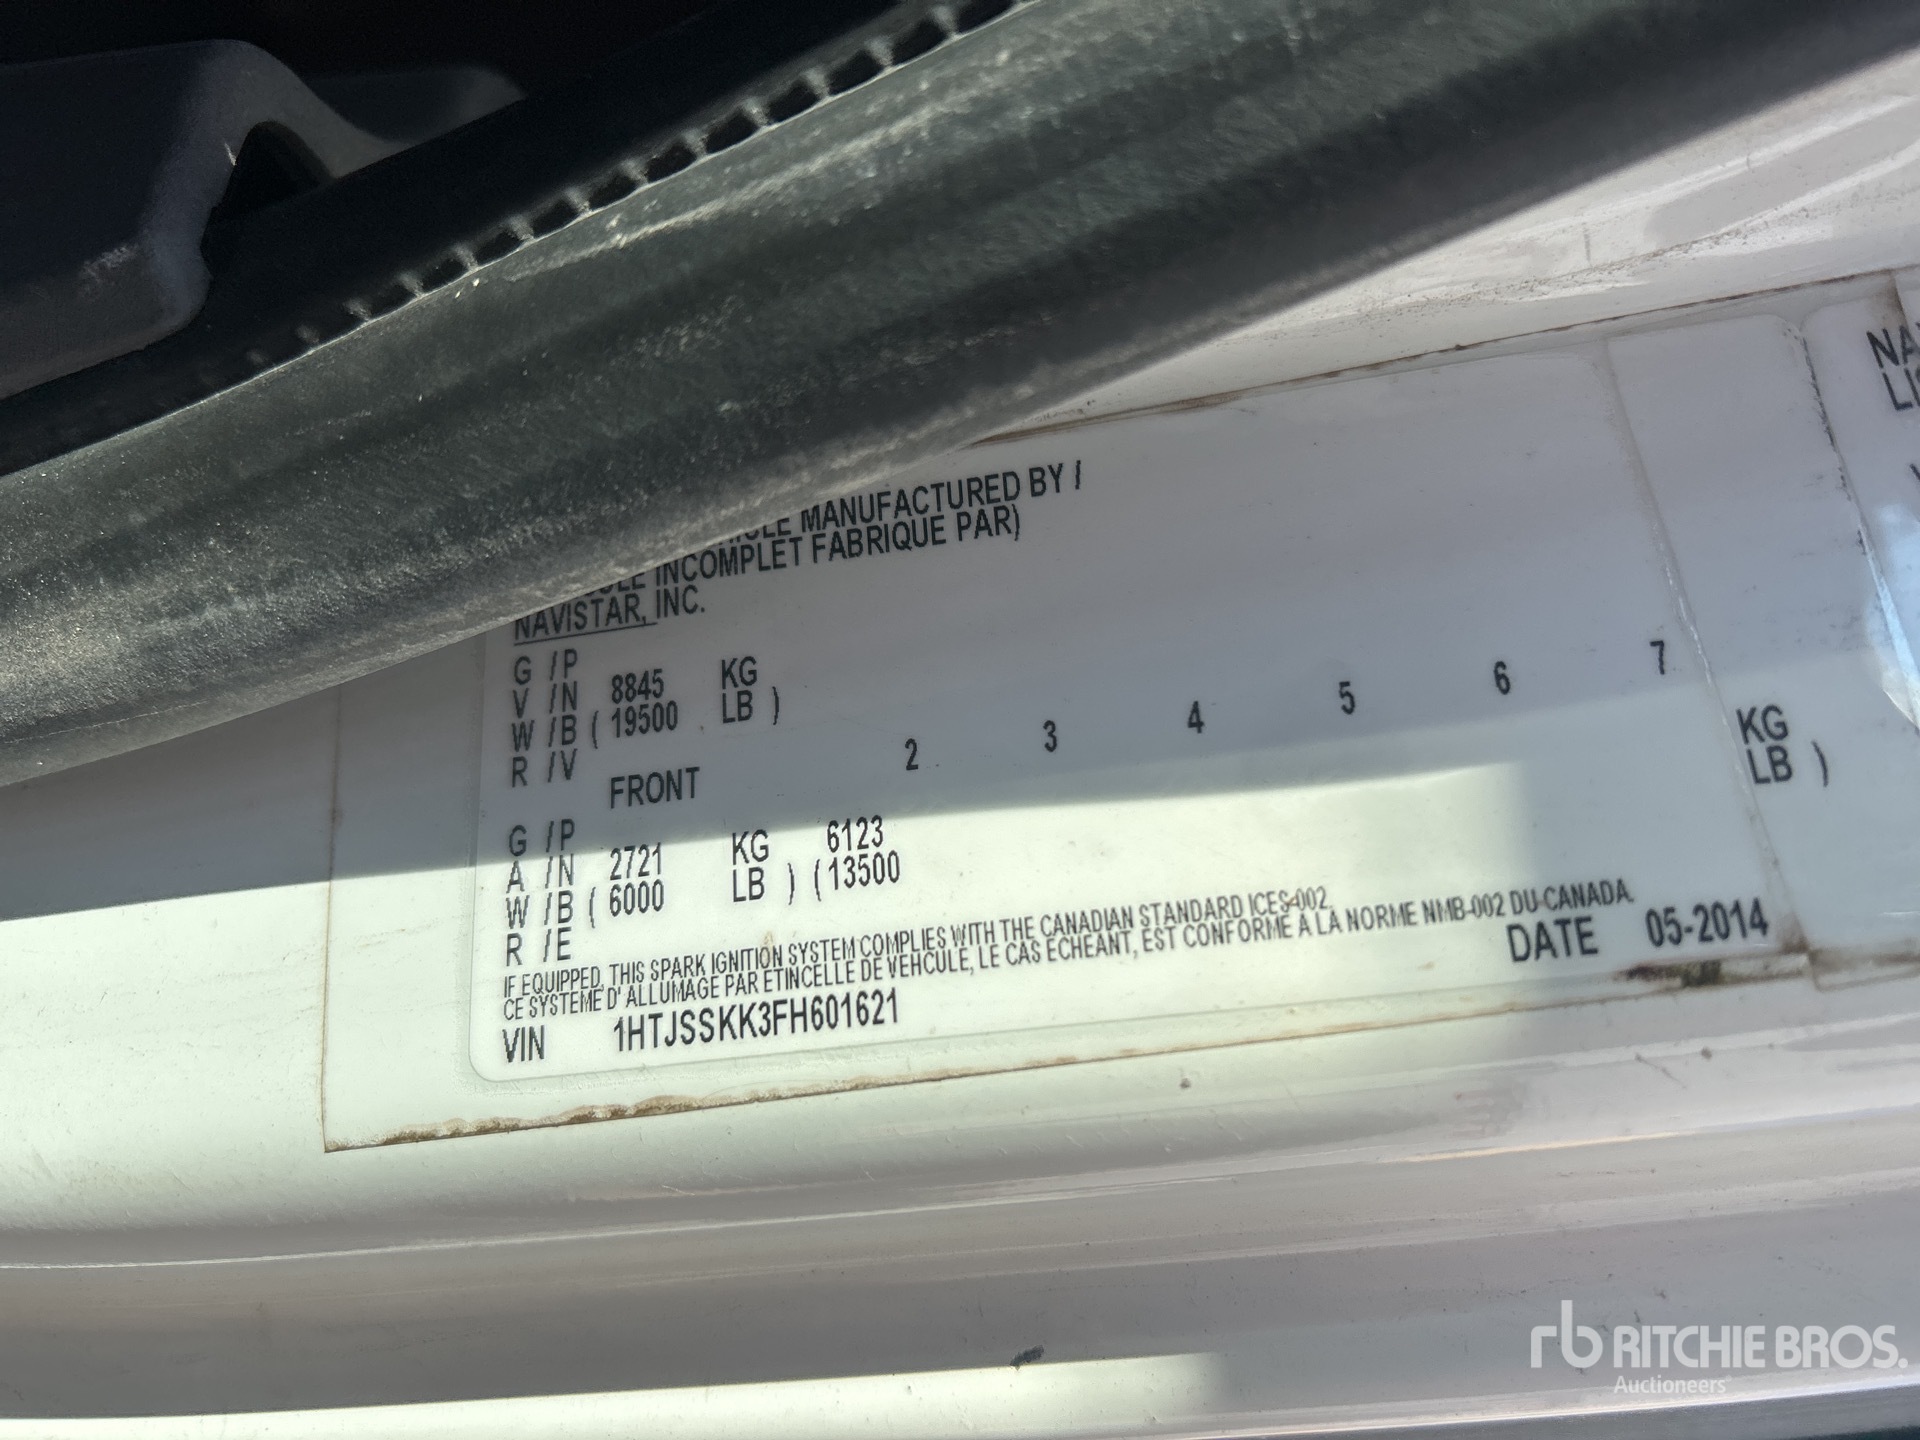 MANUFACTURED BY /
INCOMPLET FABRIQUE PAR)
NAVISTAR, INC.
G /P
V /N 8845 KG
W /B ( 19500 LB )
R /V
FRONT 2 3 4 5 6 7
G /P
A /N 2721 KG 6123 KG
W /B ( 6000 LB ) ( 13500 LB )
R /E
IF EQUIPPED, THIS SPARK IGNITION SYSTEM COMPLIES WITH THE CANADIAN STANDARD ICES-002.
CE SYSTEME D' ALLUMAGE PAR ETINCELLE DE VEHCULE, LE CAS ECHEANT, EST CONFORME A LA NORME NMB-002 DU CANADA.
DATE 05-2014
VIN 1HTJSSKK3FH601621
rb RITCHIE BROS.
Auctioneers